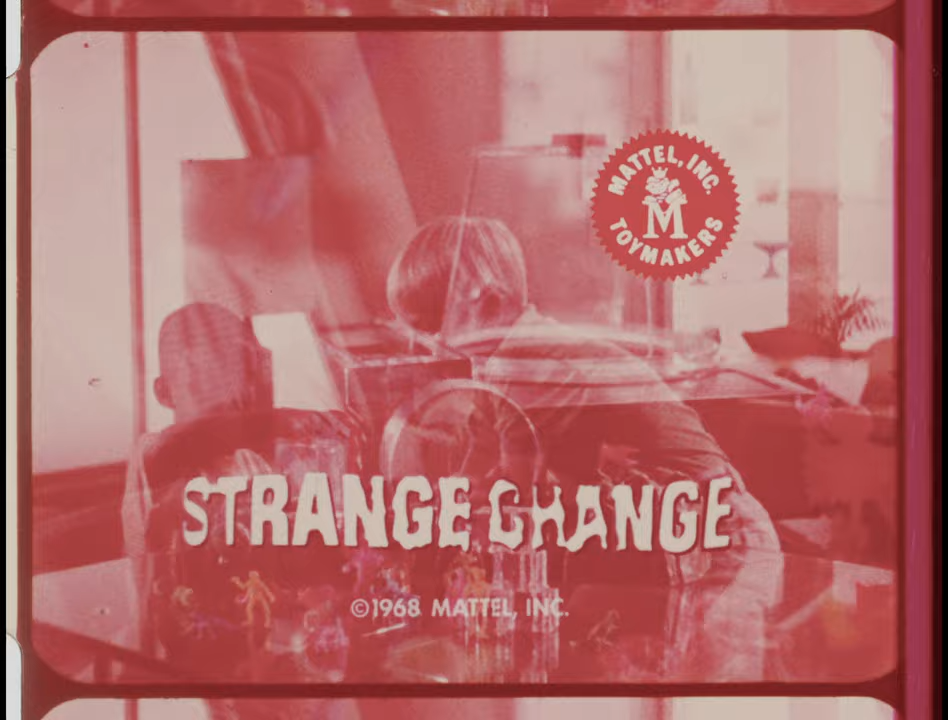 MATTEL, INC.
M
TOYMAKERS
STRANGE CHANGE
©1968 MATTEL, INC.